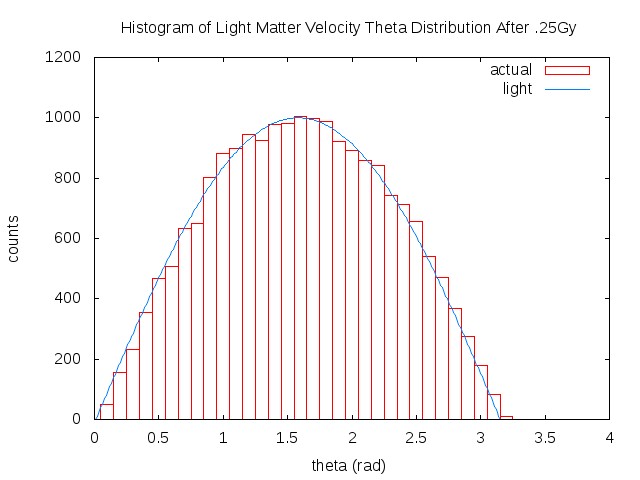 Histogram of Light Matter Velocity Theta Distribution After .25Gy
1200
1000
800
600
400
200
0
counts
actual
light
0 0.5 1 1.5 2 2.5 3 3.5 4
theta (rad)